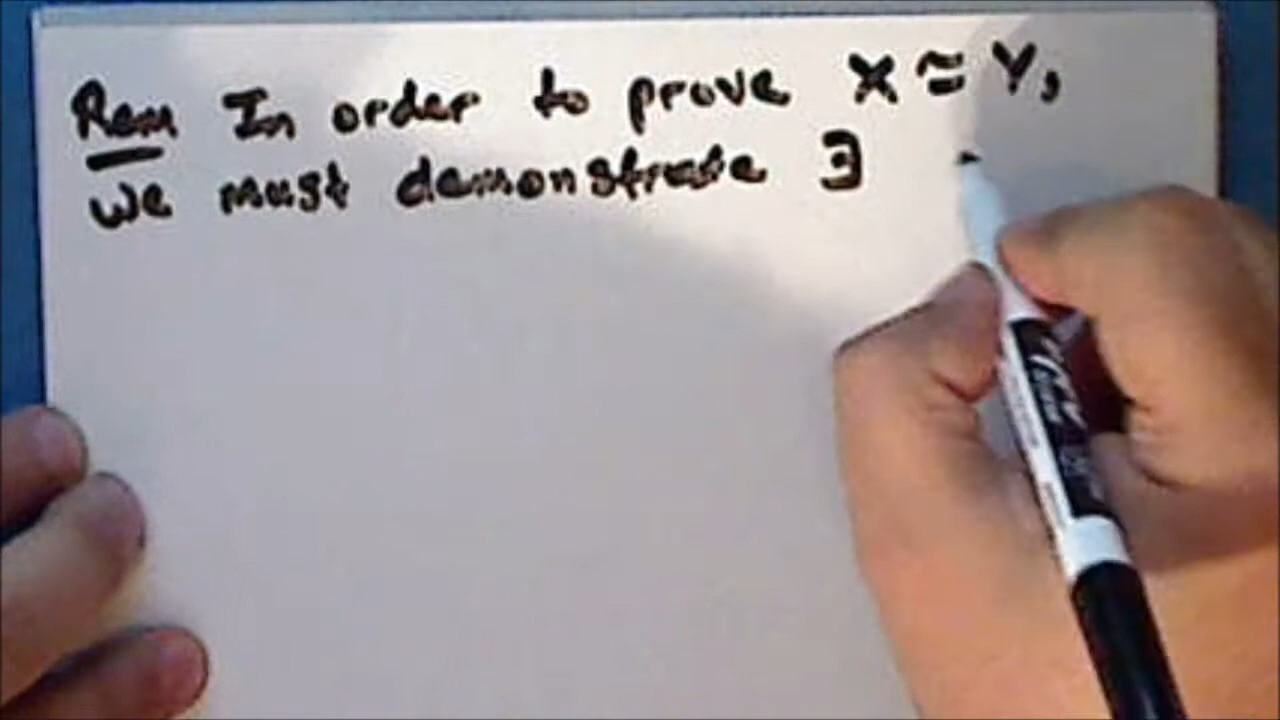 Rem In order to prove X ≈ Y,
we must demonstrate ∃